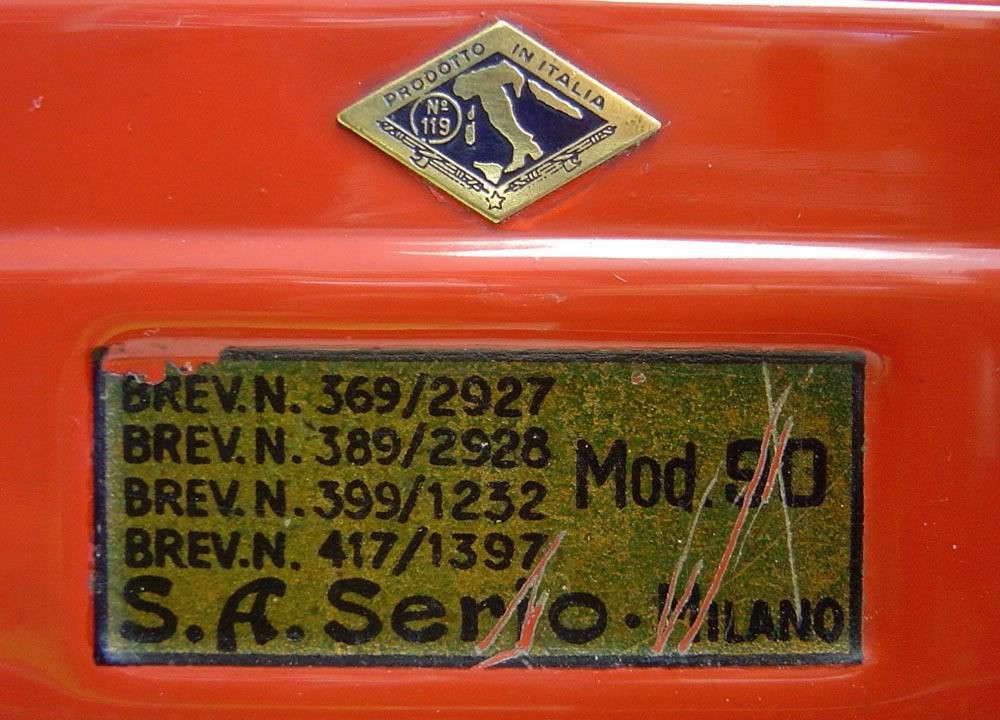 PRODOTTO IN ITALIA
Nº
119
BREV. N. 369/2927
BREV. N. 389/2928
BREV. N. 399/1232
BREV. N. 417/1397
Mod. 90
S. A. Serio · MILANO